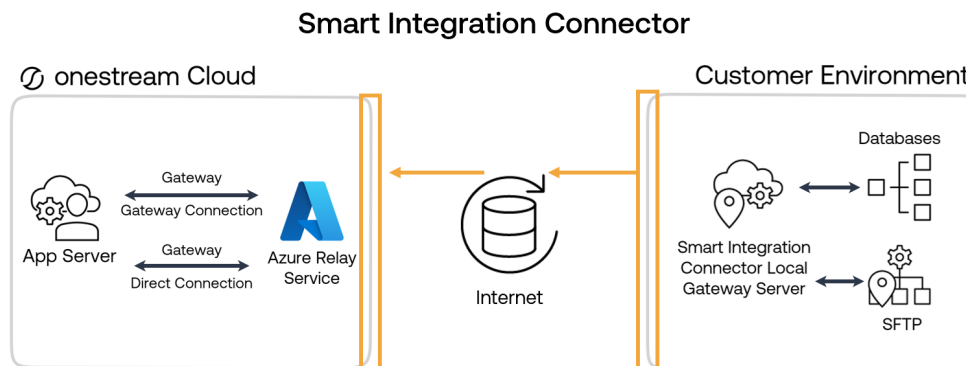 Smart Integration Connector
onestream Cloud
Customer Environment
Databases
Gateway
Gateway Connection
App Server
Gateway
Direct Connection
Azure Relay
Service
Internet
Smart Integration
Connector Local
Gateway Server
SFTP